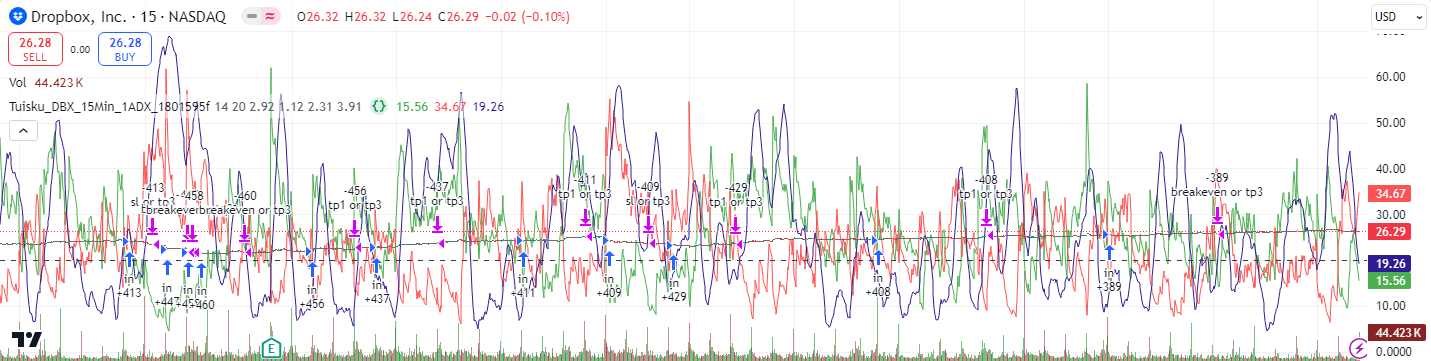 Dropbox, Inc. · 15 · NASDAQ O26.32 H26.32 L26.24 C26.29 −0.02 (−0.10%)
USD
26.28
SELL
0.00
26.28
BUY
Vol 44.423 K
Tuisku_DBX_15Min_1ADX_1801595f 14 20 2.92 1.12 2.31 3.91 15.56 34.67 19.26
60.00
50.00
40.00
34.67
30.00
26.29
19.26
15.56
10.00
44.423 K
0.0000
-413
sl or tp3
-458
breakeven
-460
breakeven or tp3
-456
tp1 or tp3
-437
tp1 or tp3
-411
tp1 or tp3
-409
sl or tp3
-429
tp1 or tp3
-408
tp1 or tp3
-389
breakeven or tp3
in
+413
in
+447
in
in
+460
in
+456
in
+437
in
+411
in
+409
in
+429
in
+408
in
+389
E